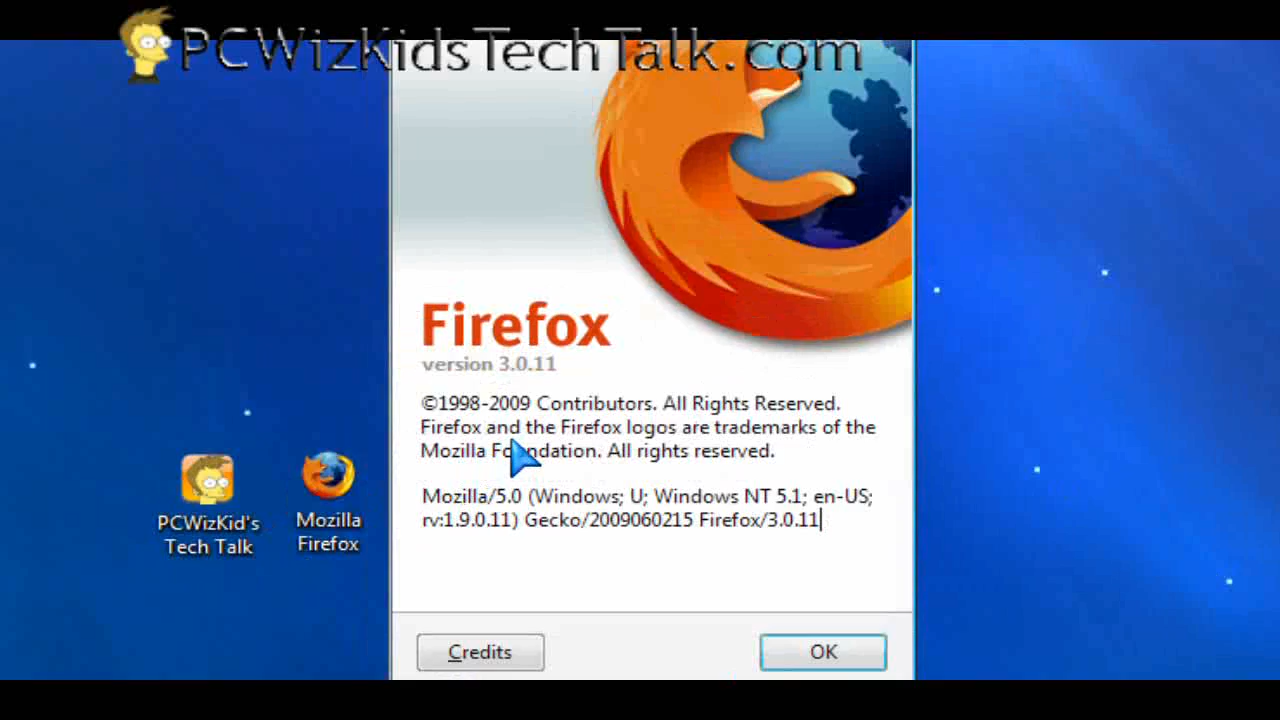 PCWizKidsTechTalk.com
Firefox
version 3.0.11
©1998-2009 Contributors. All Rights Reserved.
Firefox and the Firefox logos are trademarks of the
Mozilla Foundation. All rights reserved.
Mozilla/5.0 (Windows; U; Windows NT 5.1; en-US;
rv:1.9.0.11) Gecko/2009060215 Firefox/3.0.11
PCWizKid's
Tech Talk
Mozilla
Firefox
Credits
OK